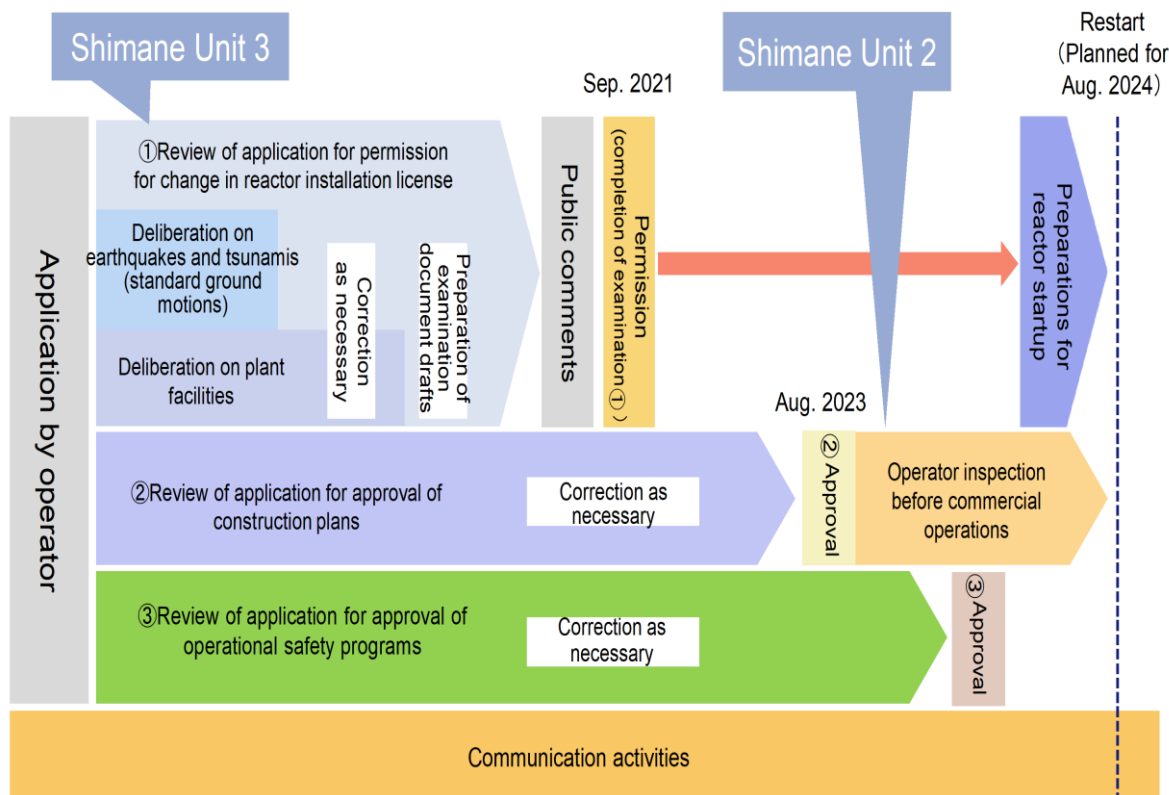 Shimane Unit 3
Shimane Unit 2
Restart
(Planned for
Aug. 2024)
Sep. 2021
Application by operator
①Review of application for permission
for change in reactor installation license
Deliberation on
earthquakes and tsunamis
(standard ground
motions)
Deliberation on plant
facilities
Correction
as necessary
Preparation of
examination
document drafts
Public comments
Permission
(completion of examination①)
Preparations for
reactor startup
Aug. 2023
②Review of application for approval of
construction plans
Correction as
necessary
② Approval
Operator inspection
before commercial
operations
③Review of application for approval of
operational safety programs
Correction as
necessary
③ Approval
Communication activities